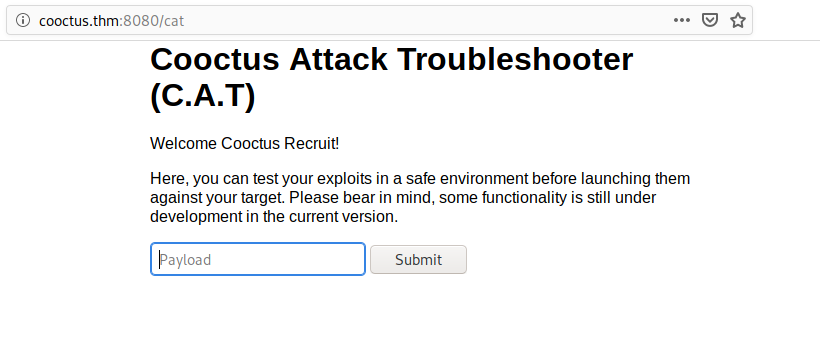 cooctus.thm:8080/cat
Cooctus Attack Troubleshooter
(C.A.T)
Welcome Cooctus Recruit!
Here, you can test your exploits in a safe environment before launching them
against your target. Please bear in mind, some functionality is still under
development in the current version.
Payload Submit